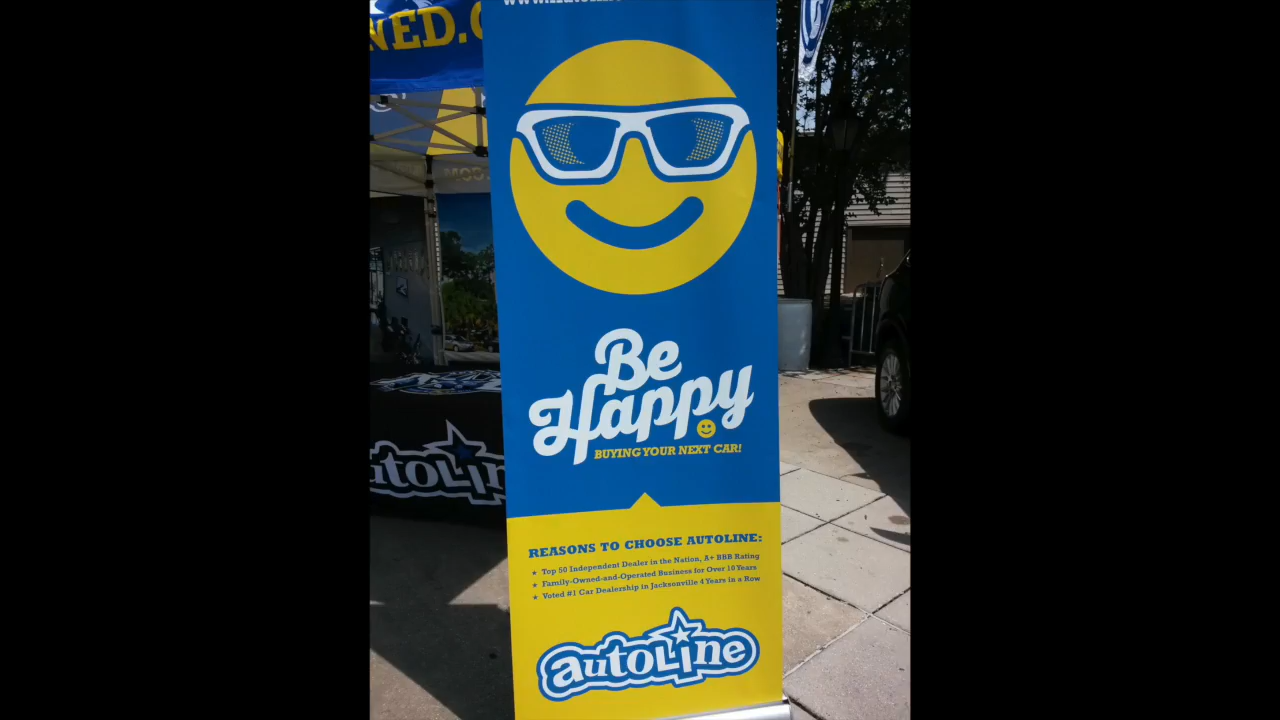 NED.C
Be
Happy
BUYING YOUR NEXT CAR!
REASONS TO CHOOSE AUTOLINE:
★ Top 50 Independent Dealer in the Nation, A+ BBB Rating
★ Family-Owned-and-Operated Business for Over 10 Years
★ Voted #1 Car Dealership in Jacksonville 4 Years in a Row
autoLine
utoLin